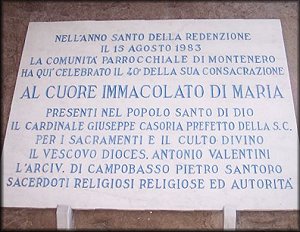 NELL'ANNO SANTO DELLA REDENZIONE
IL 15 AGOSTO 1983
LA COMUNITÀ PARROCCHIALE DI MONTENERO
HA QUI CELEBRATO IL 40° DELLA SUA CONSACRAZIONE
AL CUORE IMMACOLATO DI MARIA
PRESENTI NEL POPOLO SANTO DI DIO
IL CARDINALE GIUSEPPE CASORIA PREFETTO DELLA S.C.
PER I SACRAMENTI E IL CULTO DIVINO
IL VESCOVO DIOCES. ANTONIO VALENTINI
L'ARCIV. DI CAMPOBASSO PIETRO SANTORO
SACERDOTI RELIGIOSI RELIGIOSE ED AUTORITÀ